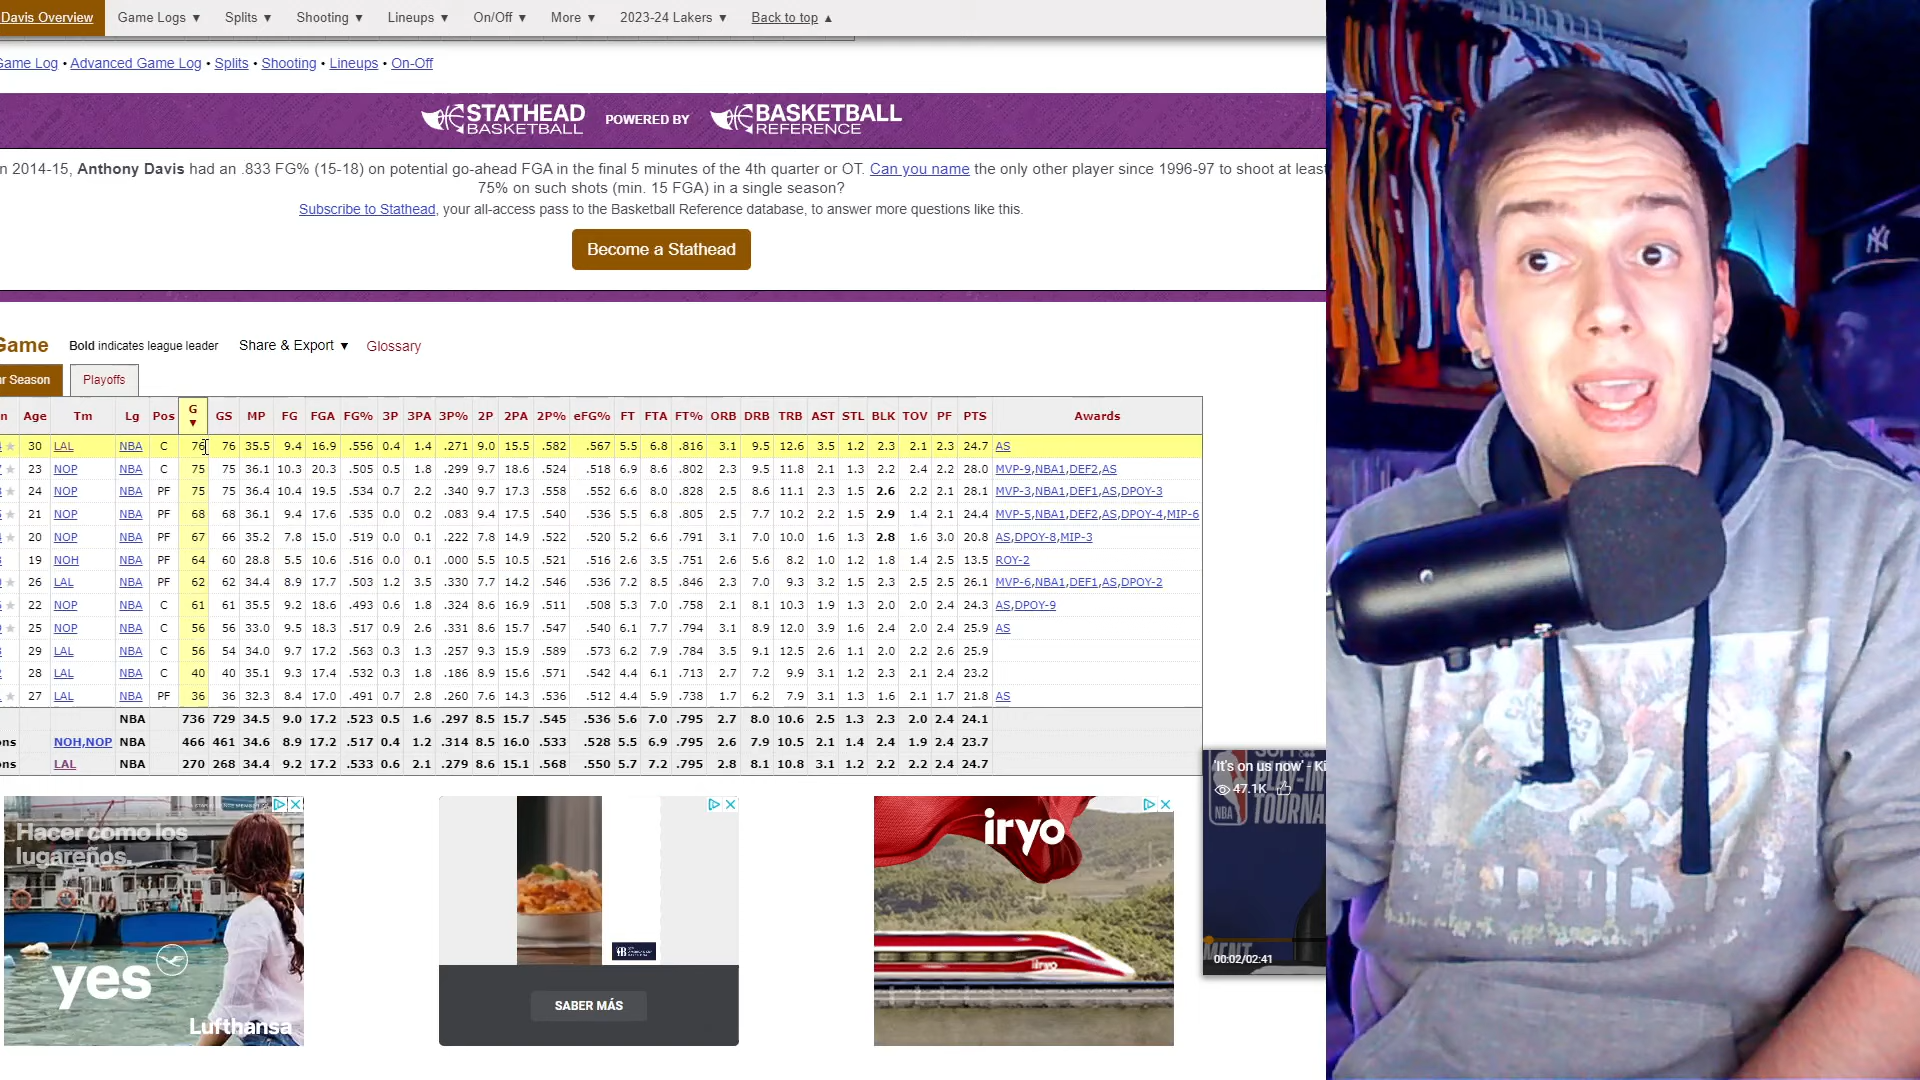 Davis Overview Game Logs ▼ Splits ▼ Shooting ▼ Lineups ▼ On/Off ▼ More ▼ 2023-24 Lakers ▼ Back to top ▲
Game Log • Advanced Game Log • Splits • Shooting • Lineups • On-Off
STATHEAD BASKETBALL POWERED BY BASKETBALL REFERENCE
n 2014-15, Anthony Davis had an .833 FG% (15-18) on potential go-ahead FGA in the final 5 minutes of the 4th quarter or OT. Can you name the only other player since 1996-97 to shoot at least
75% on such shots (min. 15 FGA) in a single season?
Subscribe to Stathead, your all-access pass to the Basketball Reference database, to answer more questions like this.
Become a Stathead
Game Bold indicates league leader Share & Export ▼ Glossary
r Season Playoffs
n Age Tm Lg Pos G ▼ GS MP FG FGA FG% 3P 3PA 3P% 2P 2PA 2P% eFG% FT FTA FT% ORB DRB TRB AST STL BLK TOV PF PTS Awards
30 LAL NBA C 76 76 35.5 9.4 16.9 .556 0.4 1.4 .271 9.0 15.5 .582 .567 5.5 6.8 .816 3.1 9.5 12.6 3.5 1.2 2.3 2.1 2.3 24.7 AS
23 NOP NBA C 75 75 36.1 10.3 20.3 .505 0.5 1.8 .299 9.7 18.6 .524 .518 6.9 8.6 .802 2.3 9.5 11.8 2.1 1.3 2.2 2.4 2.2 28.0 MVP-9,NBA1,DEF2,AS
24 NOP NBA PF 75 75 36.4 10.4 19.5 .534 0.7 2.2 .340 9.7 17.3 .558 .552 6.6 8.0 .828 2.5 8.6 11.1 2.3 1.5 2.6 2.2 2.1 28.1 MVP-3,NBA1,DEF1,AS,DPOY-3
21 NOP NBA PF 68 68 36.1 9.4 17.6 .535 0.0 0.2 .083 9.4 17.5 .540 .536 5.5 6.8 .805 2.5 7.7 10.2 2.2 1.5 2.9 1.4 2.1 24.4 MVP-5,NBA1,DEF2,AS,DPOY-4,MIP-6
20 NOP NBA PF 67 66 35.2 7.8 15.0 .519 0.0 0.1 .222 7.8 14.9 .522 .520 5.2 6.6 .791 3.1 7.0 10.0 1.6 1.3 2.8 1.6 3.0 20.8 AS,DPOY-8,MIP-3
19 NOH NBA PF 64 60 28.8 5.5 10.6 .516 0.0 0.1 .000 5.5 10.5 .521 .516 2.6 3.5 .751 2.6 5.6 8.2 1.0 1.2 1.8 1.4 2.5 13.5 ROY-2
26 LAL NBA PF 62 62 34.4 8.9 17.7 .503 1.2 3.5 .330 7.7 14.2 .546 .536 7.2 8.5 .846 2.3 7.0 9.3 3.2 1.5 2.3 2.5 2.5 26.1 MVP-6,NBA1,DEF1,AS,DPOY-2
22 NOP NBA C 61 61 35.5 9.2 18.6 .493 0.6 1.8 .324 8.6 16.9 .511 .508 5.3 7.0 .758 2.1 8.1 10.3 1.9 1.3 2.0 2.0 2.4 24.3 AS,DPOY-9
25 NOP NBA C 56 56 33.0 9.5 18.3 .517 0.9 2.6 .331 8.6 15.7 .547 .540 6.1 7.7 .794 3.1 8.9 12.0 3.9 1.6 2.4 2.0 2.4 25.9 AS
29 LAL NBA C 56 54 34.0 9.7 17.2 .563 0.3 1.3 .257 9.3 15.9 .589 .573 6.2 7.9 .784 3.5 9.1 12.5 2.6 1.1 2.0 2.2 2.6 25.9
28 LAL NBA C 40 40 35.1 9.3 17.4 .532 0.3 1.8 .186 8.9 15.6 .571 .542 4.4 6.1 .713 2.7 7.2 9.9 3.1 1.2 2.3 2.1 2.4 23.2
27 LAL NBA PF 36 36 32.3 8.4 17.0 .491 0.7 2.8 .260 7.6 14.3 .536 .512 4.4 5.9 .738 1.7 6.2 7.9 3.1 1.3 1.6 2.1 1.7 21.8 AS
NBA 736 729 34.5 9.0 17.2 .523 0.5 1.6 .297 8.5 15.7 .545 .536 5.6 7.0 .795 2.7 8.0 10.6 2.5 1.3 2.3 2.0 2.4 24.1
ons NOH,NOP NBA 466 461 34.6 8.9 17.2 .517 0.4 1.2 .314 8.5 16.0 .533 .528 5.5 6.9 .795 2.6 7.9 10.5 2.1 1.4 2.4 1.9 2.4 23.7
ons LAL NBA 270 268 34.4 9.2 17.2 .533 0.6 2.1 .279 8.6 15.1 .568 .550 5.7 7.2 .795 2.8 8.1 10.8 3.1 1.2 2.2 2.2 2.4 24.7
'It's on us now' - Ki
47.1K
NBA PLAY-IN
TOURNA
MENT
00:02/02:41
Hacer como los
lugareños.
yes
Lufthansa
SABER MÁS
iryo
iryo
NY